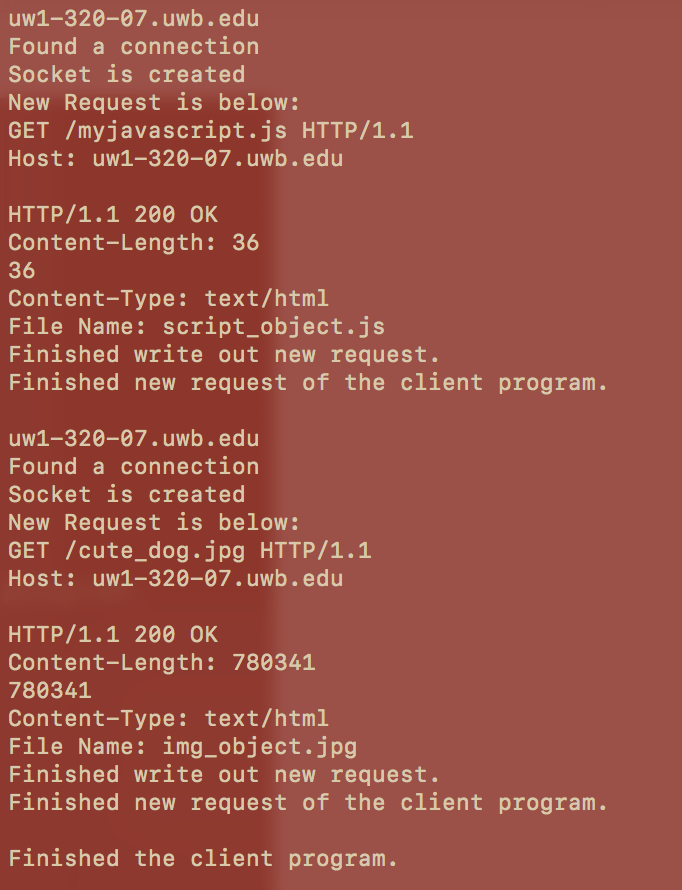 uw1-320-07.uwb.edu
Found a connection
Socket is created
New Request is below:
GET /myjavascript.js HTTP/1.1
Host: uw1-320-07.uwb.edu
HTTP/1.1 200 OK
Content-Length: 36
36
Content-Type: text/html
File Name: script_object.js
Finished write out new request.
Finished new request of the client program.
uw1-320-07.uwb.edu
Found a connection
Socket is created
New Request is below:
GET /cute_dog.jpg HTTP/1.1
Host: uw1-320-07.uwb.edu
HTTP/1.1 200 OK
Content-Length: 780341
780341
Content-Type: text/html
File Name: img_object.jpg
Finished write out new request.
Finished new request of the client program.
Finished the client program.